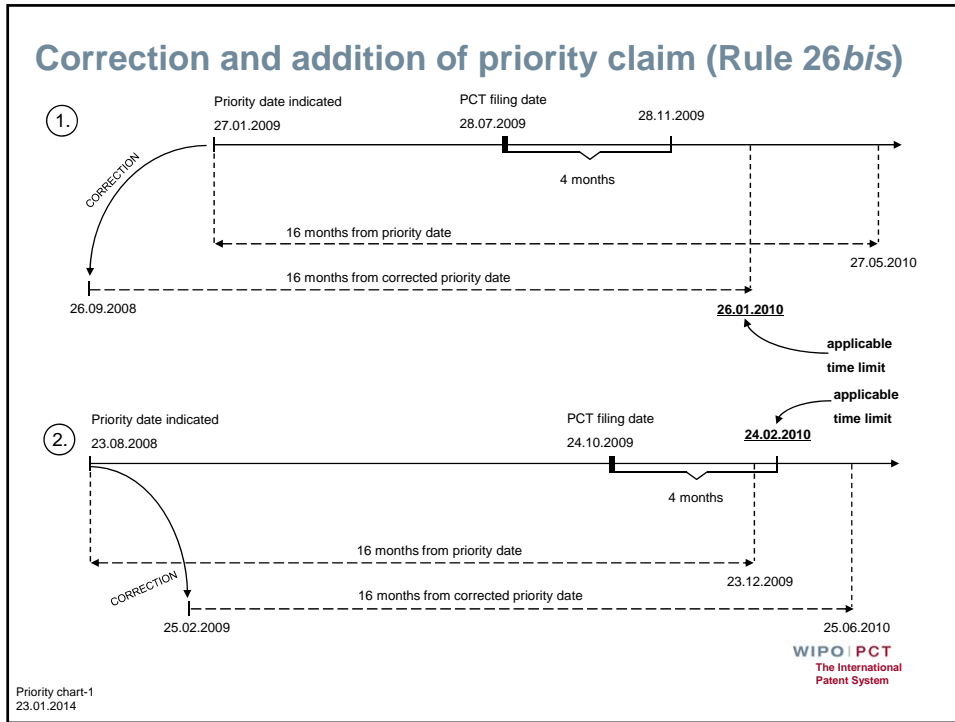 Correction and addition of priority claim (Rule 26bis)
1.
Priority date indicated
27.01.2009
PCT filing date
28.07.2009
28.11.2009
CORRECTION
4 months
16 months from priority date
27.05.2010
16 months from corrected priority date
26.09.2008
26.01.2010
applicable
time limit
applicable
time limit
2.
Priority date indicated
23.08.2008
PCT filing date
24.10.2009
24.02.2010
4 months
16 months from priority date
23.12.2009
CORRECTION
16 months from corrected priority date
25.02.2009
25.06.2010
WIPO|PCT
The International
Patent System
Priority chart-1
23.01.2014